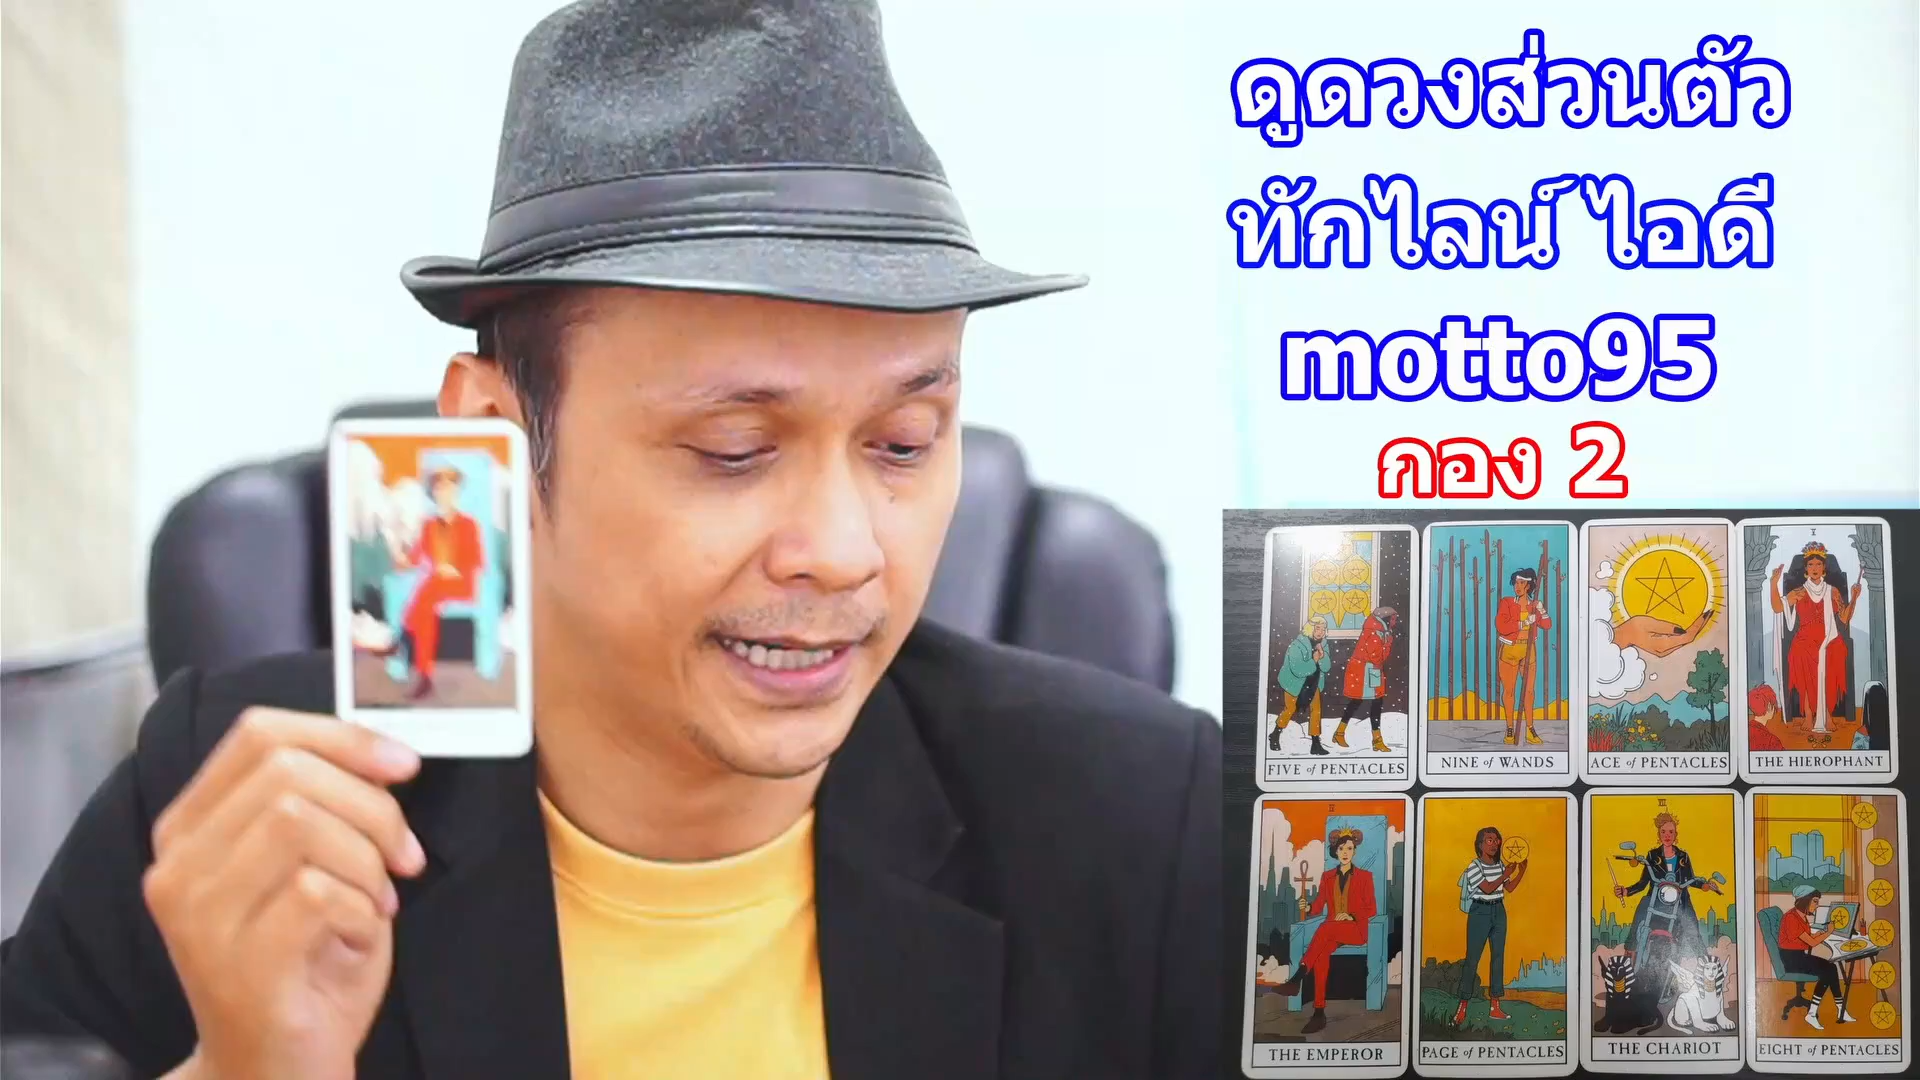 ดูดวงส่วนตัว
ทักไลน์ ไอดี
motto95
กอง 2
V
FIVE of PENTACLES
NINE of WANDS
ACE of PENTACLES
THE HIEROPHANT
IV
VII
THE EMPEROR
PAGE of PENTACLES
THE CHARIOT
EIGHT of PENTACLES